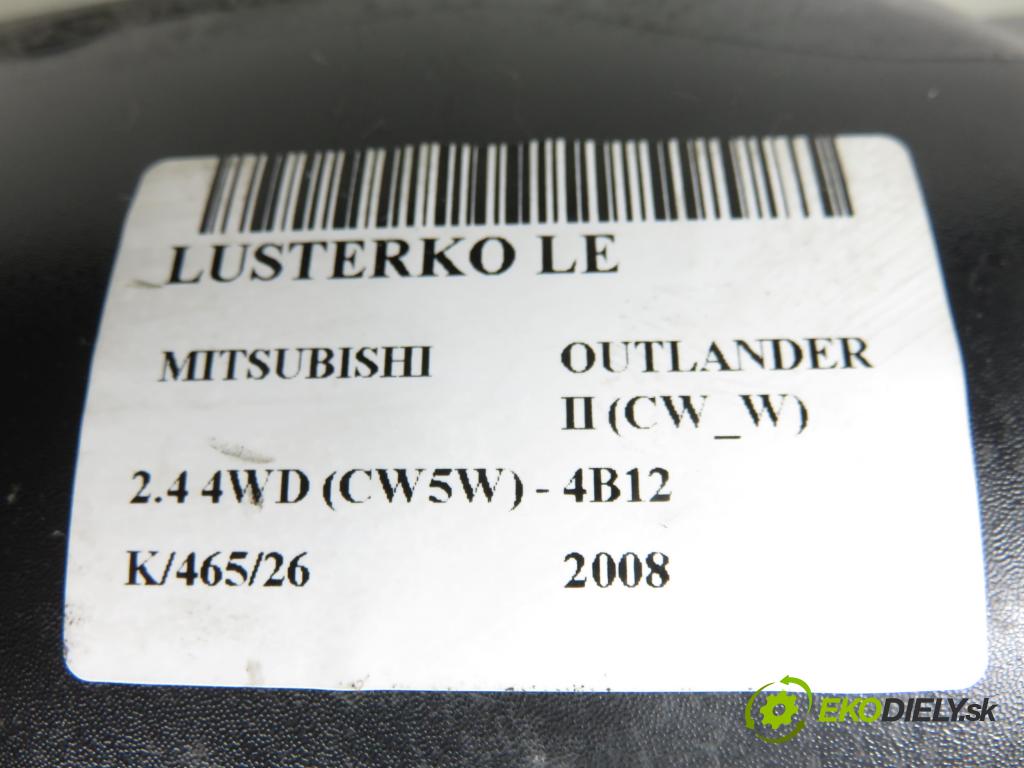 LUSTERKO LE
MITSUBISHI OUTLANDER
II (CW_W)
2.4 4WD (CW5W) - 4B12
K/465/26 2008
EKODIELY.sk